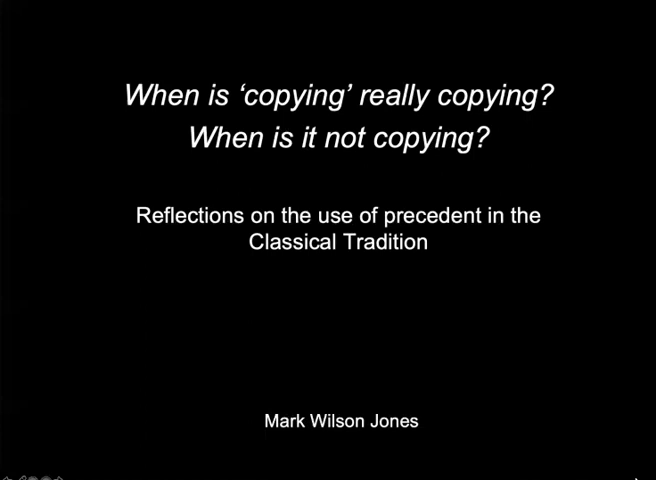 When is ‘copying’ really copying?
When is it not copying?
Reflections on the use of precedent in the
Classical Tradition
Mark Wilson Jones